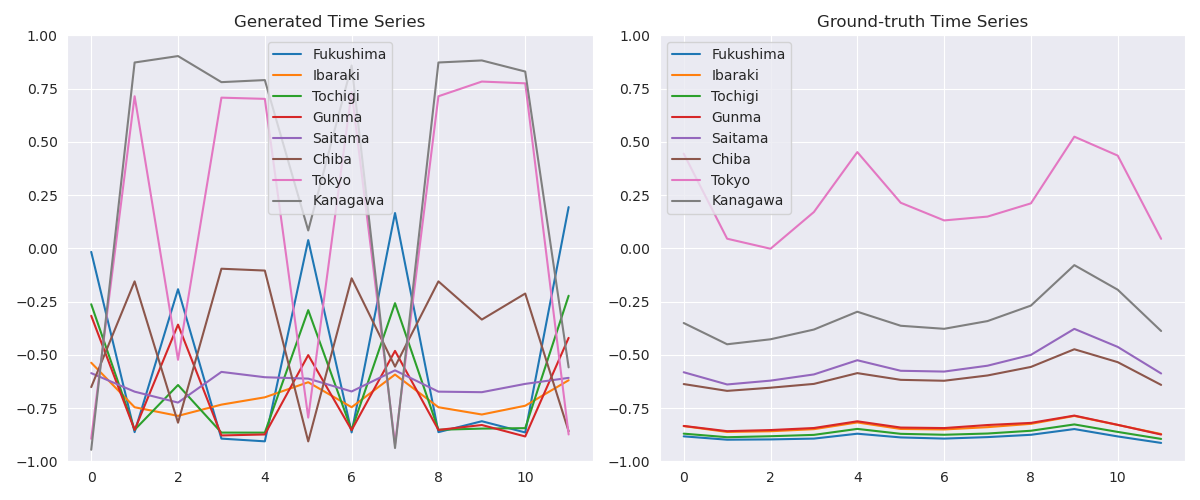 Generated Time Series
1.00
0.75
0.50
0.25
0.00
−0.25
−0.50
−0.75
−1.00
0
2
4
6
8
10
Fukushima
Ibaraki
Tochigi
Gunma
Saitama
Chiba
Tokyo
Kanagawa
Ground-truth Time Series
1.00
0.75
0.50
0.25
0.00
−0.25
−0.50
−0.75
−1.00
0
2
4
6
8
10
Fukushima
Ibaraki
Tochigi
Gunma
Saitama
Chiba
Tokyo
Kanagawa